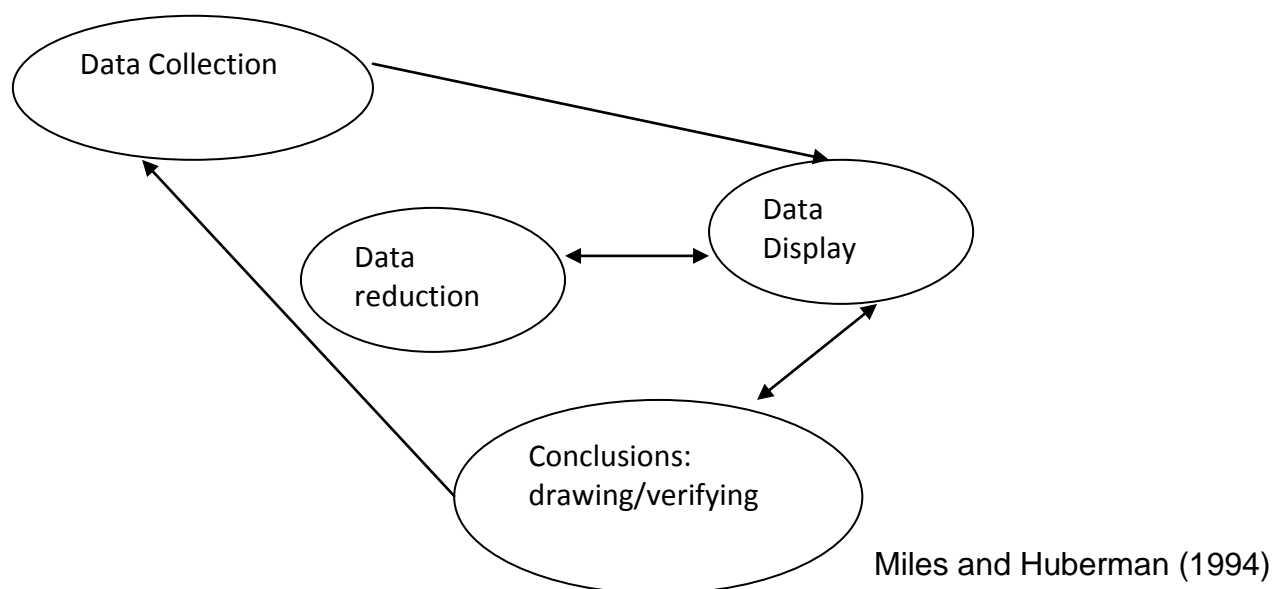 Data Collection
Data
Display
Data
reduction
Conclusions:
drawing/verifying
Miles and Huberman (1994)